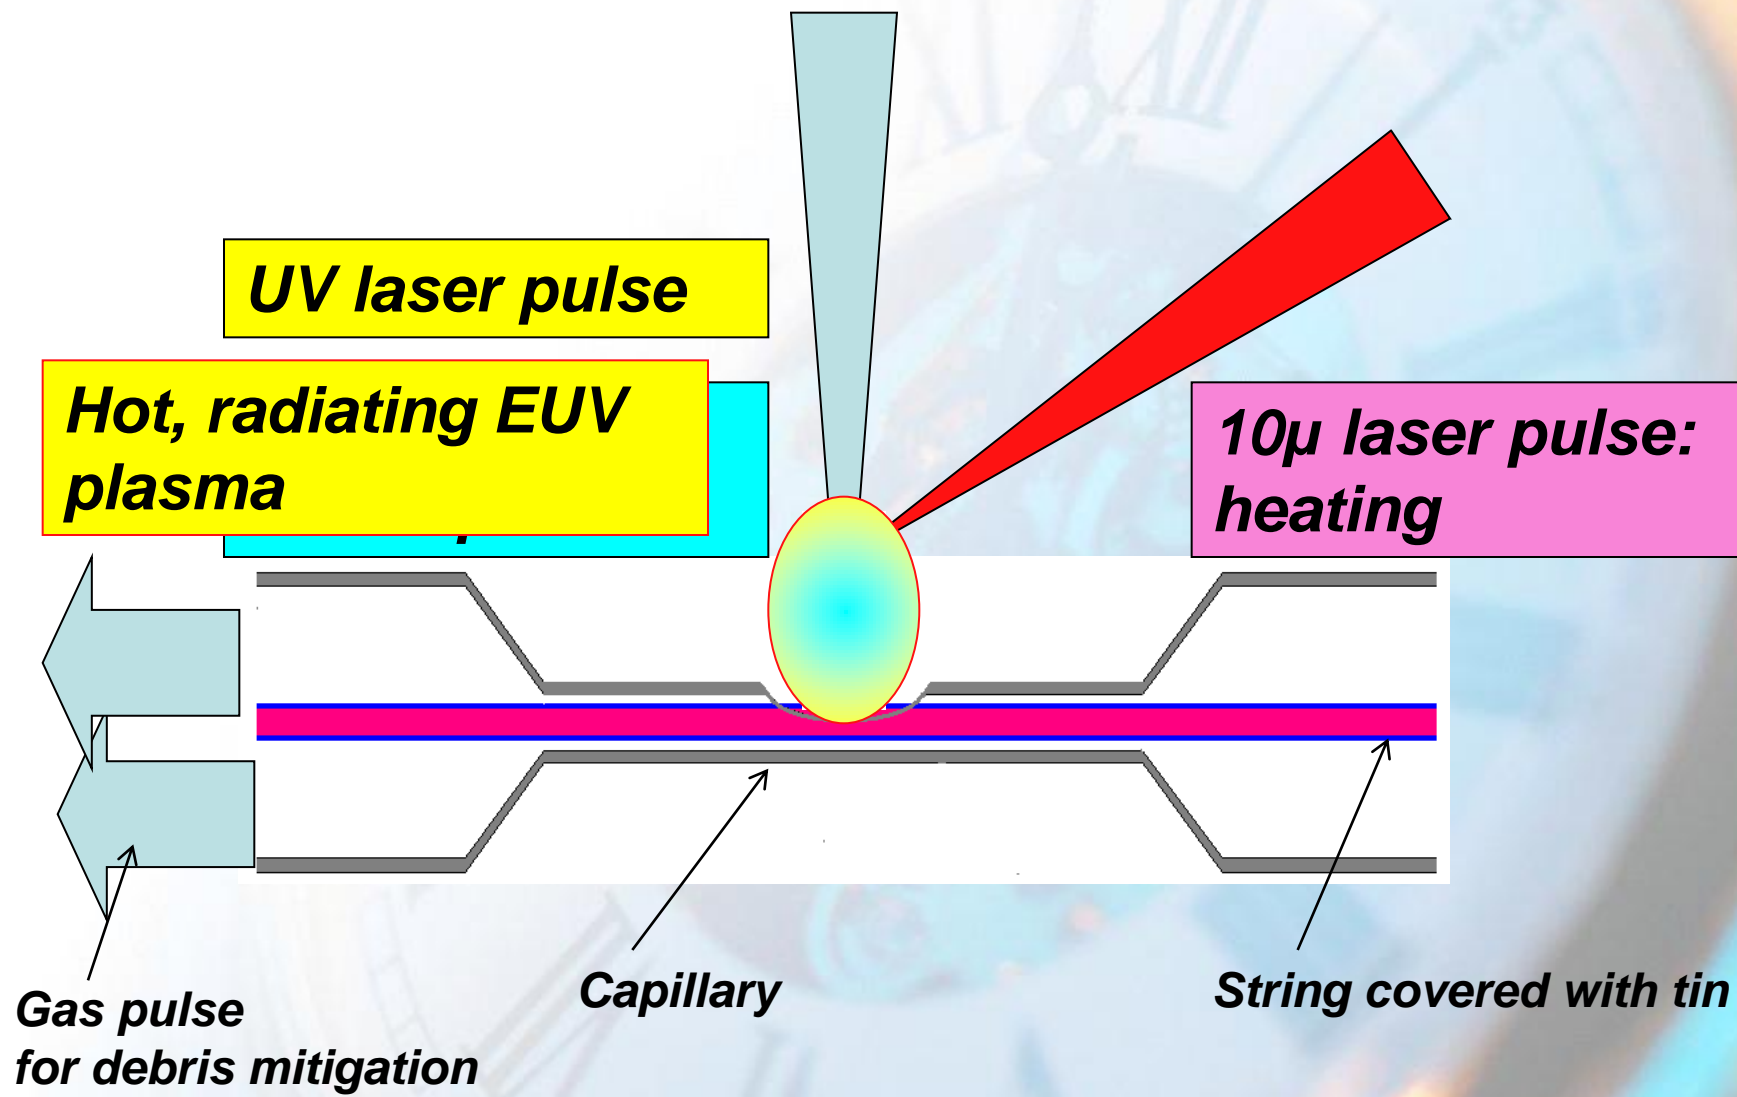 UV laser pulse
Hot, radiating EUV
plasma
10µ laser pulse:
heating
Gas pulse
for debris mitigation
Capillary
String covered with tin